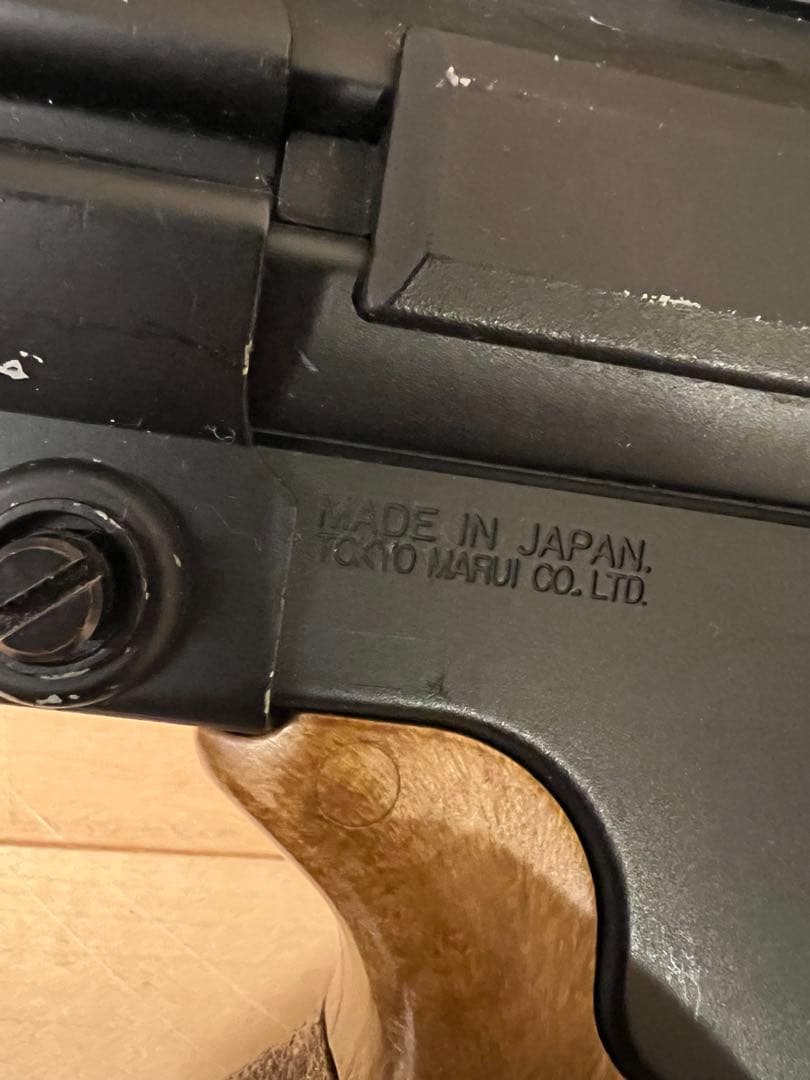 MADE IN JAPAN.
TOKYO MARUI CO., LTD.